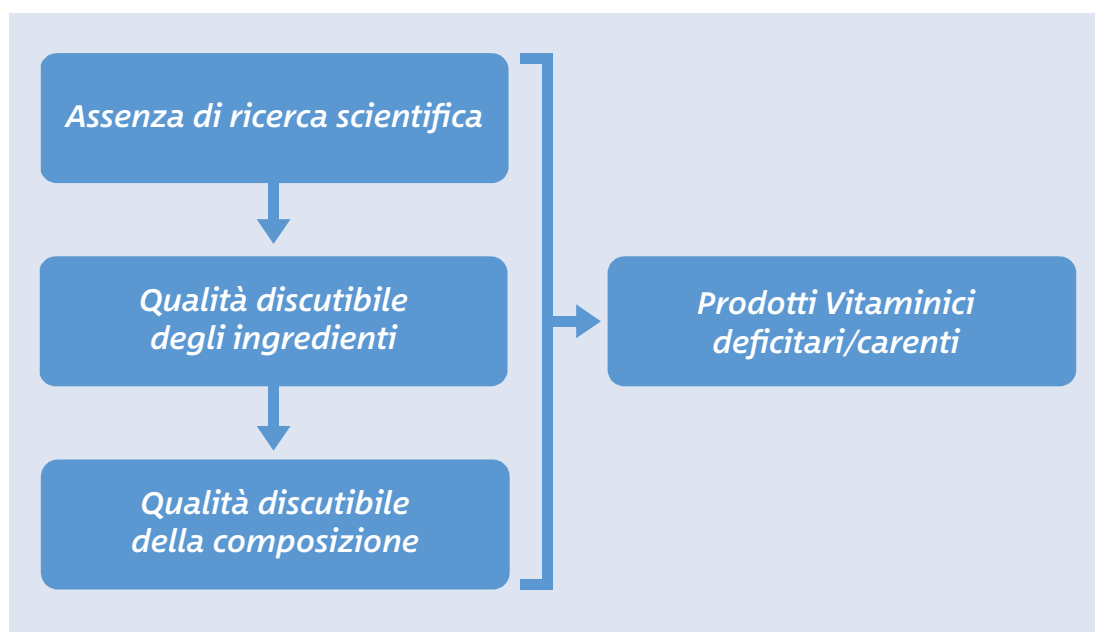 Assenza di ricerca scientifica
Qualità discutibile
degli ingredienti
Qualità discutibile
della composizione
Prodotti Vitaminici
deficitari/carenti